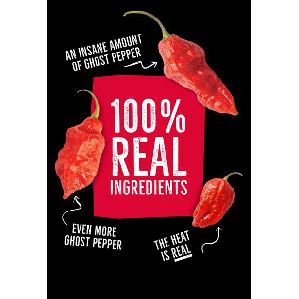 AN INSANE AMOUNT
OF GHOST PEPPER
100%
REAL
INGREDIENTS
EVEN MORE
GHOST PEPPER
THE HEAT
IS REAL